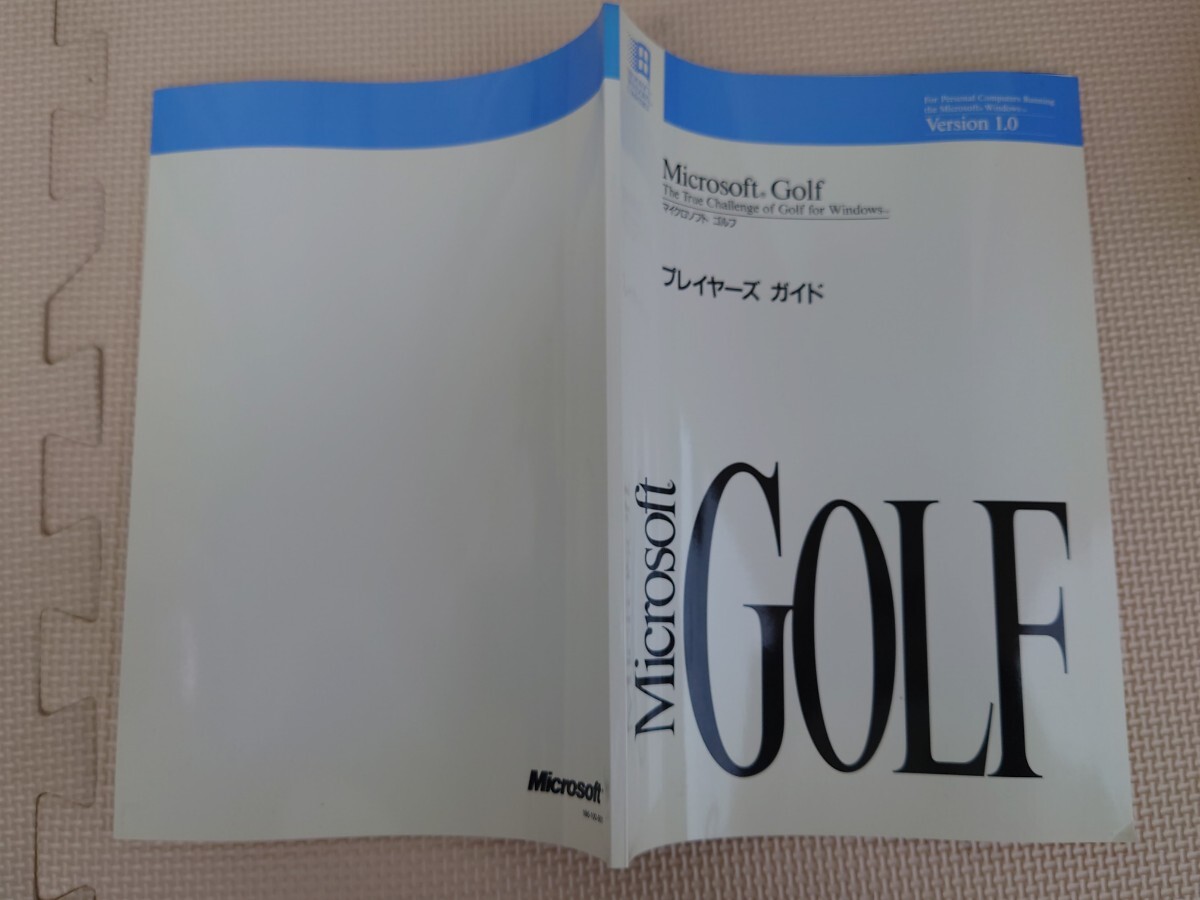 For Personal Computers Running
the Microsoft® Windows™
Version 1.0
Microsoft® Golf
The True Challenge of Golf for Windows™
マイクロソフト ゴルフ
プレイヤーズ ガイド
Microsoft
GOLF
Microsoft